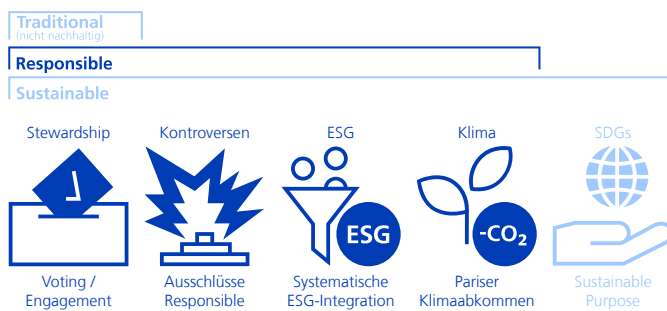 Traditional
(nicht nachhaltig)
Responsible
Sustainable
Stewardship Kontroversen ESG Klima SDGs
ESG -CO₂
Voting / Ausschlüsse Systematische Pariser Sustainable
Engagement Responsible ESG-Integration Klimaabkommen Purpose